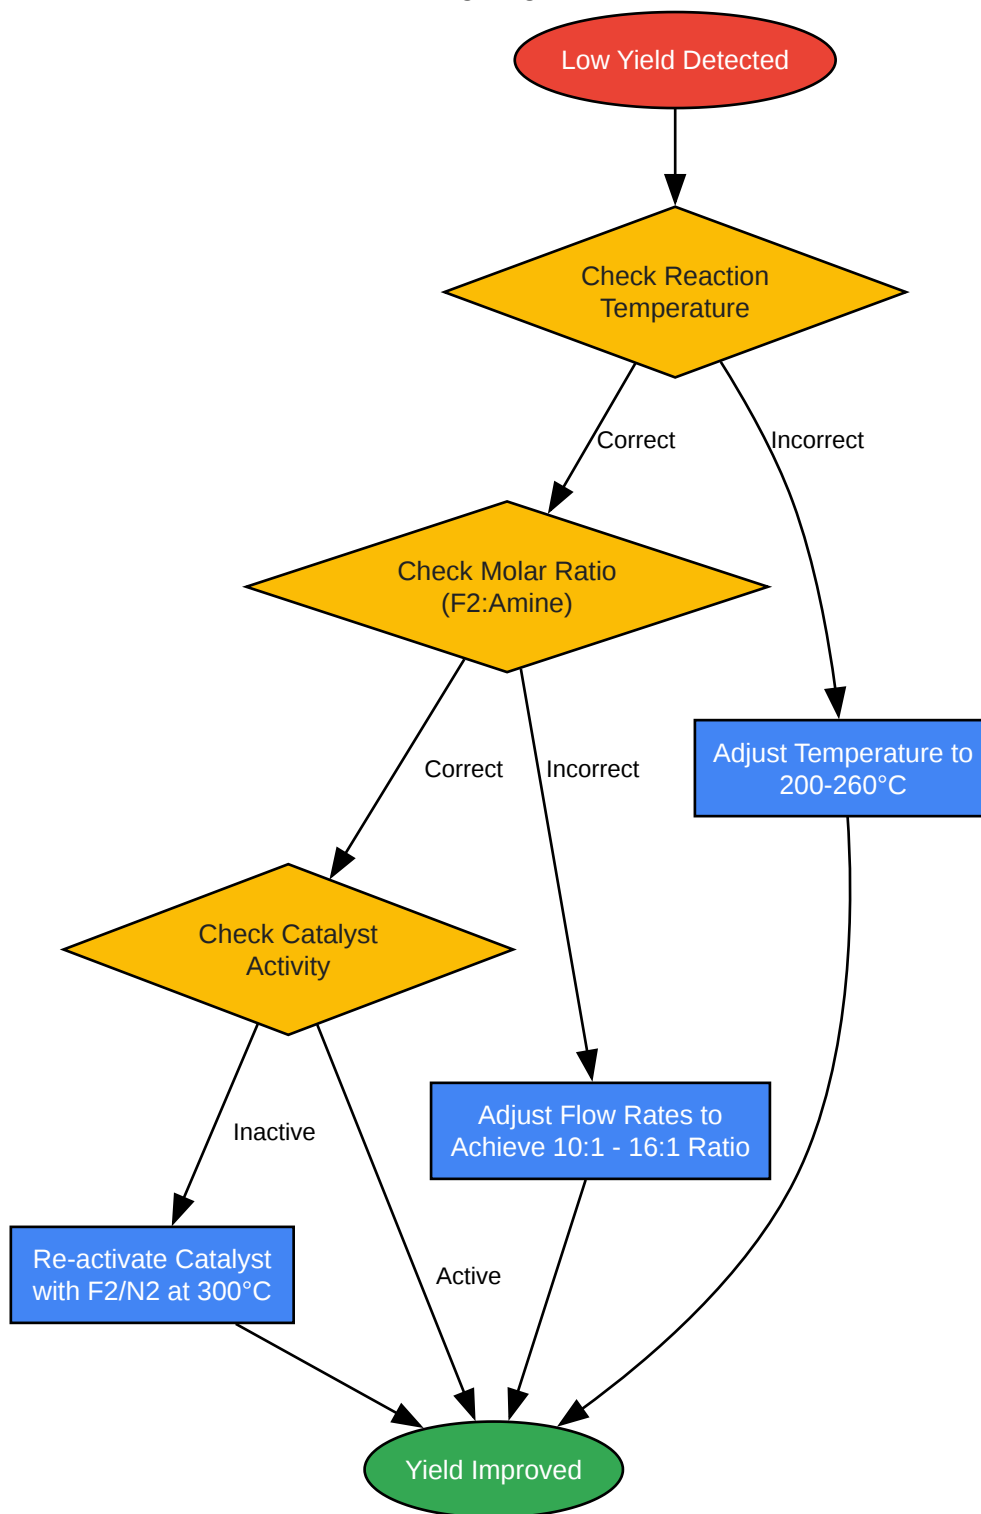 Low Yield Detected
Check Reaction
Temperature
Correct
Incorrect
Check Molar Ratio
(F2:Amine)
Correct
Incorrect
Adjust Temperature to
200-260°C
Check Catalyst
Activity
Inactive
Adjust Flow Rates to
Achieve 10:1 - 16:1 Ratio
Re-activate Catalyst
with F2/N2 at 300°C
Active
Yield Improved